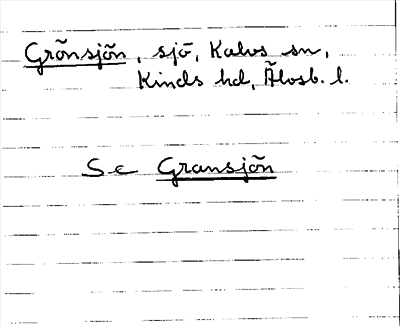 Grönsjön, sjö, Kalvs sn,
Kinds hd, Älvsb. l.
Se Gransjön